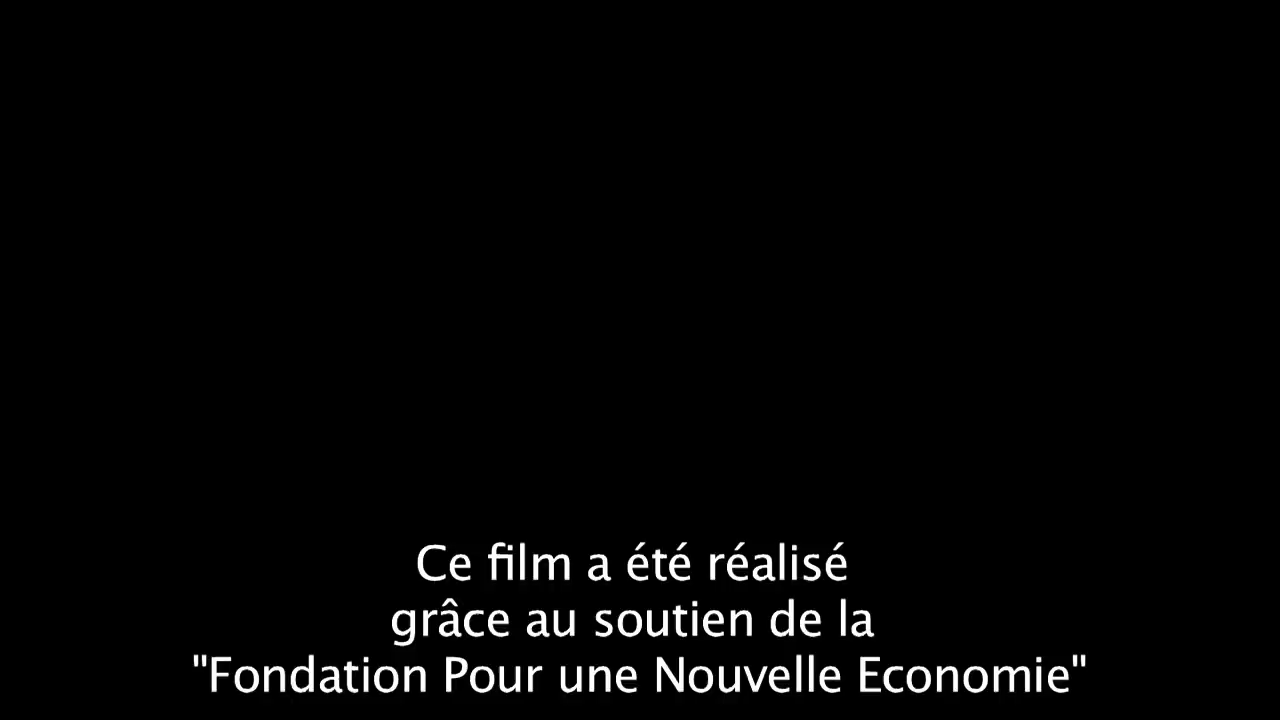 Ce film a été réalisé
grâce au soutien de la
"Fondation Pour une Nouvelle Economie"